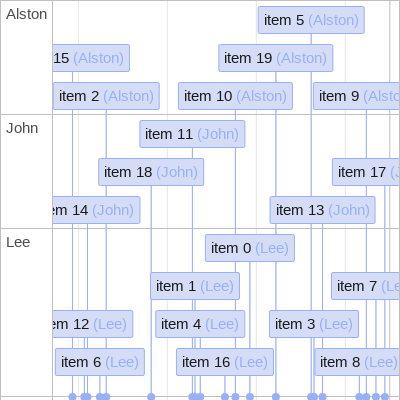 Alston
item 5 (Alston)
15 (Alston)
item 19 (Alston)
item 2 (Alston)
item 10 (Alston)
item 9 (Alsto
John
item 11 (John)
item 18 (John)
item 17 (J
em 14 (John)
item 13 (John)
Lee
item 0 (Lee)
item 1 (Lee)
item 7 (Le
em 12 (Lee)
item 4 (Lee)
item 3 (Lee)
item 6 (Lee)
item 16 (Lee)
item 8 (Lee)